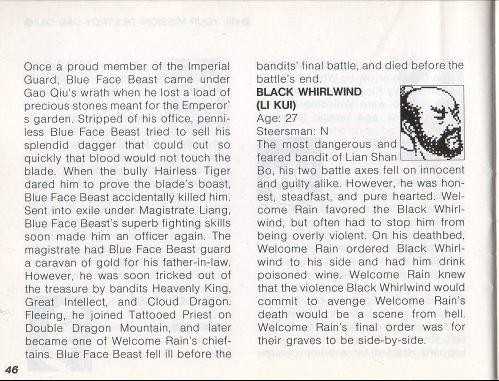 Once a proud member of the Imperial
Guard, Blue Face Beast came under
Gao Qiu's wrath when he lost a load of
precious stones meant for the Emperor'
s garden. Stripped of his office, penni-
less Blue Face Beast tried to sell his
splendid dagger that could cut so
quickly that blood would not touch the
blade. When the bully Hairless Tiger
dared him to prove the blade's boast,
Blue Face Beast accidentally killed him.
Sent into exile under Magistrate Liang,
Blue Face Beast's superb fighting skills
soon made him an officer again. The
magistrate had Blue Face Beast guard
a caravan of gold for his father-in-law.
However, he was soon tricked out of
the treasure by bandits Heavenly King,
Great Intellect, and Cloud Dragon.
Fleeing, he joined Tattooed Priest on
Double Dragon Mountain, and later
became one of Welcome Rain's chief-
tains. Blue Face Beast fell ill before the
46
bandits' final battle, and died before the
battle's end.
BLACK WHIRLWIND
(LI KUI)
Age: 27
Steersman: N
The most dangerous and
feared bandit of Lian Shan
Bo, his two battle axes fell on innocent
and guilty alike. However, he was hon-
est, steadfast, and pure hearted. Wel-
come Rain favored the Black Whirl-
wind, but often had to stop him from
being overly violent. On his deathbed,
Welcome Rain ordered Black Whirl-
wind to his side and had him drink
poisoned wine. Welcome Rain knew
that the violence Black Whirlwind would
commit to avenge Welcome Rain's
death would be a scene from hell.
Welcome Rain's final order was for
their graves to be side-by-side.